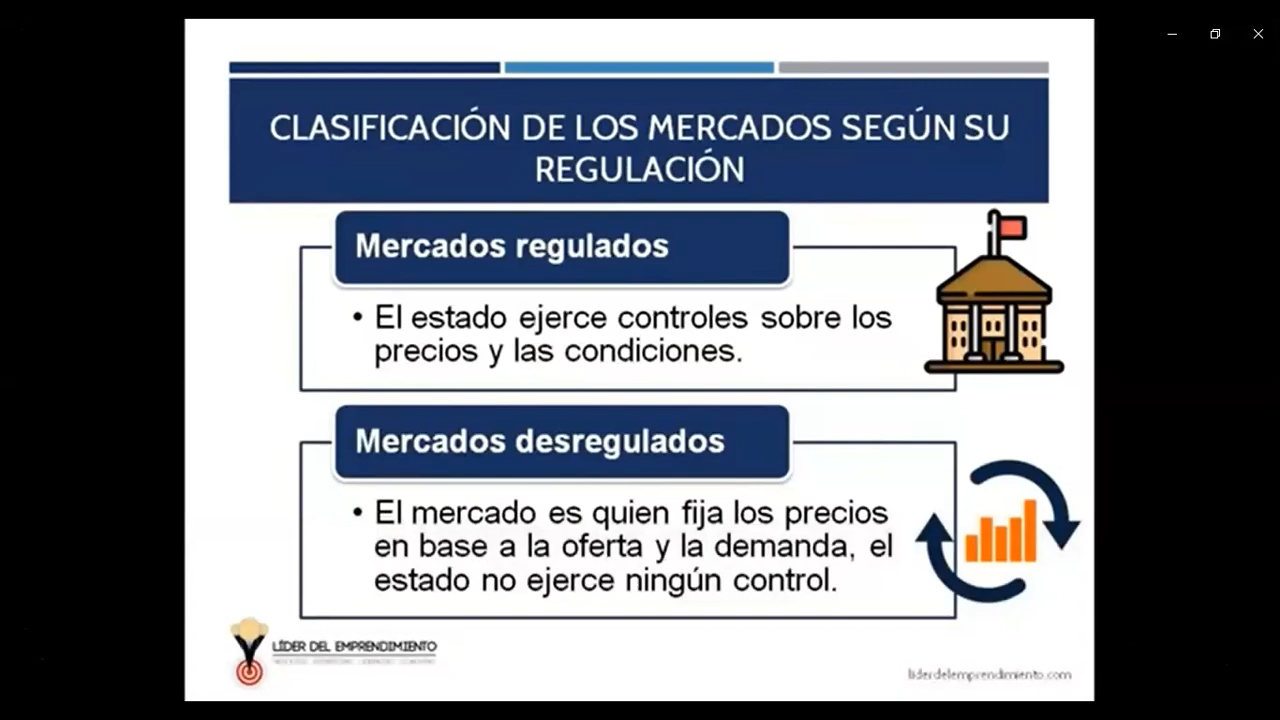 CLASIFICACIÓN DE LOS MERCADOS SEGÚN SU
REGULACIÓN
Mercados regulados
• El estado ejerce controles sobre los
precios y las condiciones.
Mercados desregulados
• El mercado es quien fija los precios
en base a la oferta y la demanda, el
estado no ejerce ningún control.
LÍDER DEL EMPRENDIMIENTO
liderdelemprendimiento.com